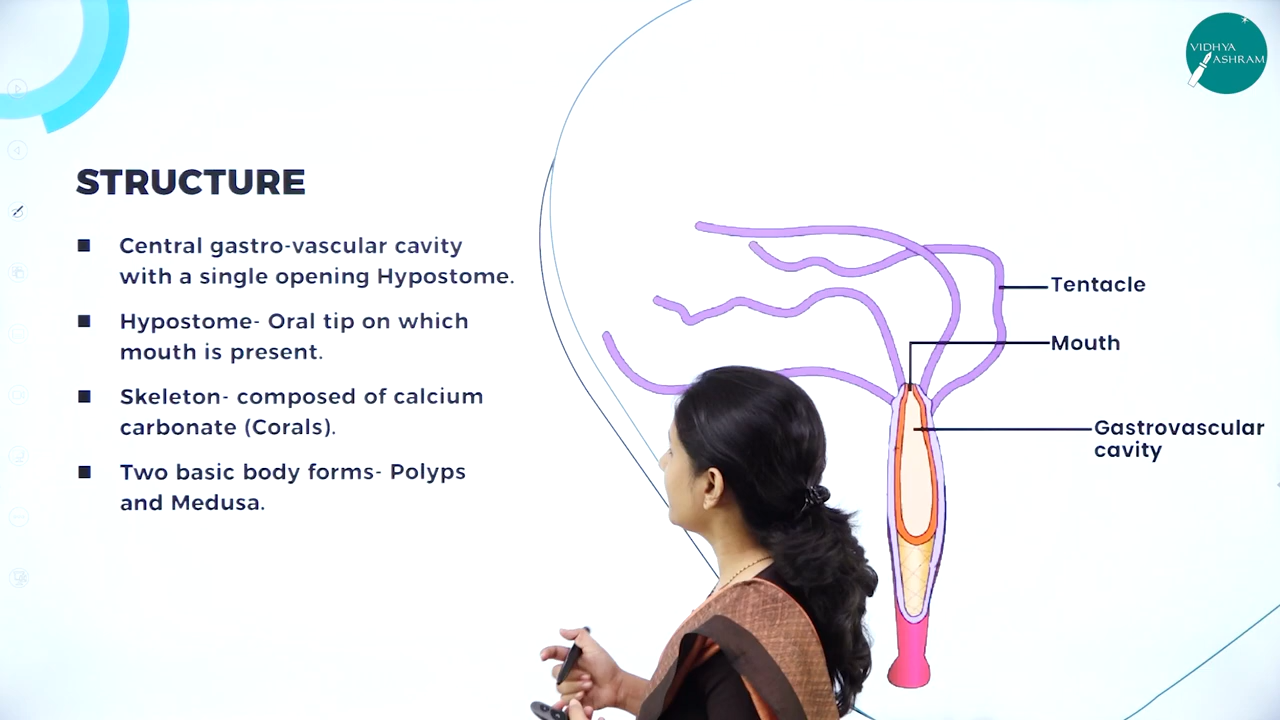 VIDHYA
ASHRAM
STRUCTURE
Central gastro-vascular cavity
with a single opening Hypostome.
Hypostome- Oral tip on which
mouth is present.
Skeleton- composed of calcium
carbonate (Corals).
Two basic body forms- Polyps
and Medusa.
Tentacle
Mouth
Gastrovascular
cavity